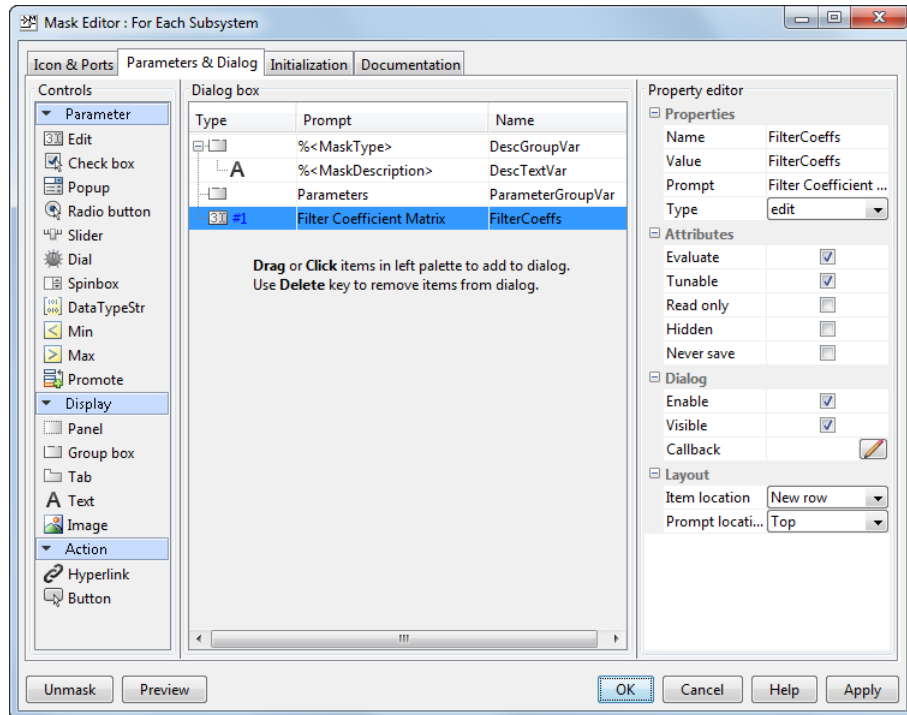 Mask Editor : For Each Subsystem
Icon & Ports Parameters & Dialog Initialization Documentation
Controls
Parameter
Edit
Check box
Popup
Radio button
Slider
Dial
Spinbox
DataTypeStr
Min
Max
Promote
Display
Panel
Group box
Tab
A Text
Image
Action
Hyperlink
Button
Dialog box
Type Prompt Name
%<MaskType> DescGroupVar
A %<MaskDescription> DescTextVar
Parameters ParameterGroupVar
#1 Filter Coefficient Matrix FilterCoeffs
Drag or Click items in left palette to add to dialog.
Use Delete key to remove items from dialog.
Property editor
Properties
Name FilterCoeffs
Value FilterCoeffs
Prompt Filter Coefficient ...
Type edit
Attributes
Evaluate
Tunable
Read only
Hidden
Never save
Dialog
Enable
Visible
Callback
Layout
Item location New row
Prompt locati... Top
Unmask Preview OK Cancel Help Apply